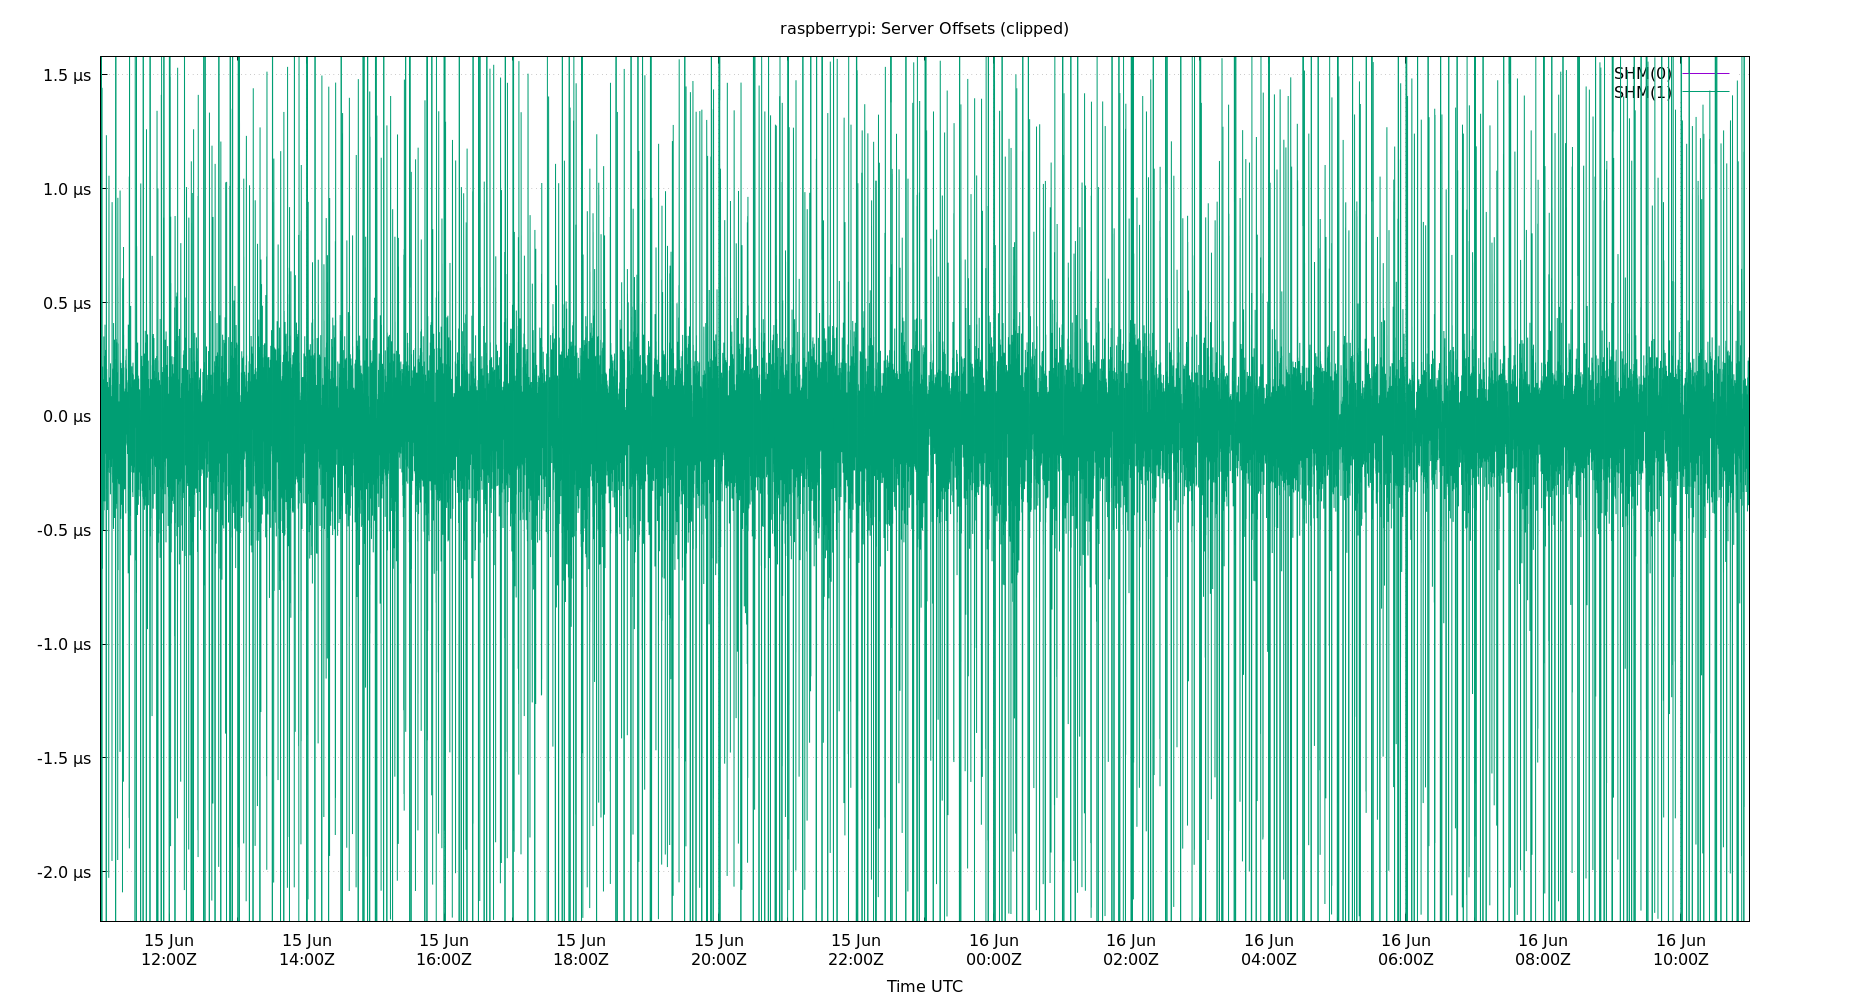 raspberrypi: Server Offsets (clipped)
SHM(0)
SHM(1)
1.5 µs
1.0 µs
0.5 µs
0.0 µs
-0.5 µs
-1.0 µs
-1.5 µs
-2.0 µs
15 Jun 15 Jun 15 Jun 15 Jun 15 Jun 15 Jun 16 Jun 16 Jun 16 Jun 16 Jun 16 Jun 16 Jun
12:00Z 14:00Z 16:00Z 18:00Z 20:00Z 22:00Z 00:00Z 02:00Z 04:00Z 06:00Z 08:00Z 10:00Z
Time UTC